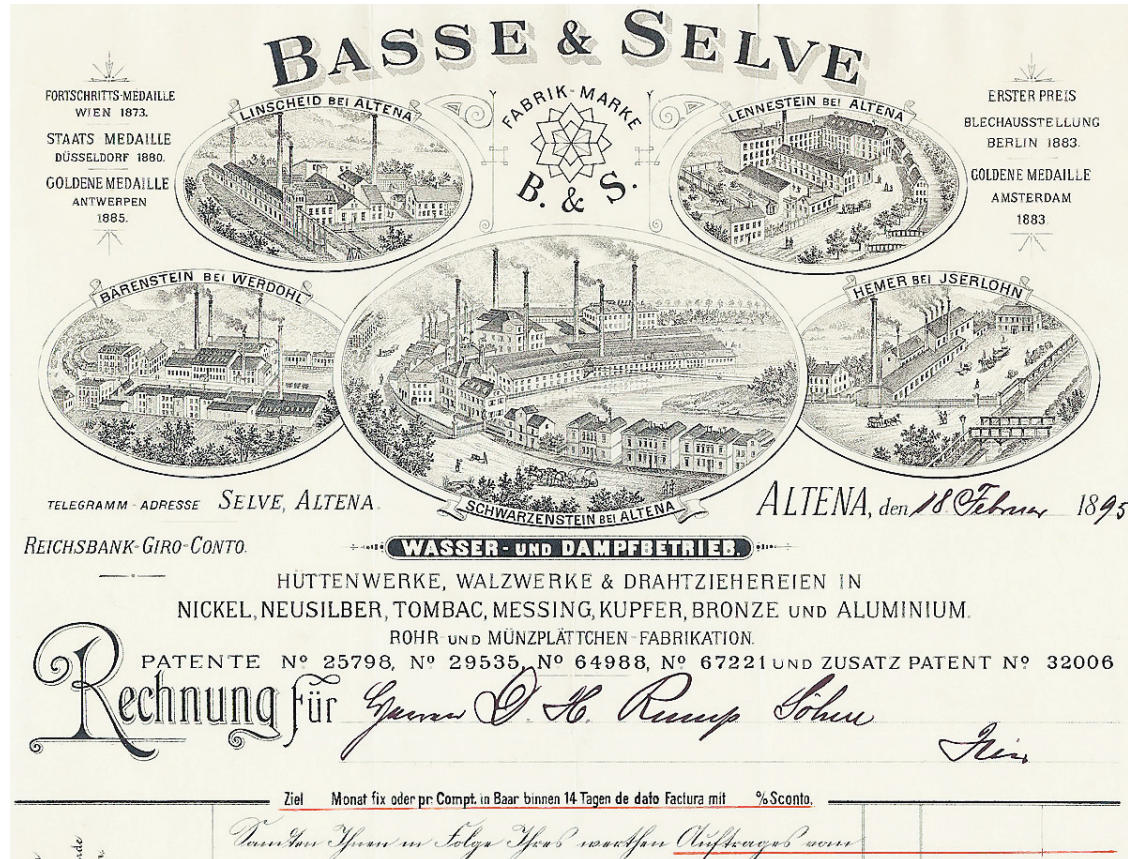 BASSE & SELVE
FORTSCHRITTS-MEDAILLE
WIEN 1873.
STAATS MEDAILLE
DÜSSELDORF 1880.
GOLDENE MEDAILLE
ANTWERPEN
1885.
LINSCHEID BEI ALTENA
FABRIK-MARKE
B. & S.
LENNESTEIN BEI ALTENA
ERSTER PREIS
BLECHAUSSTELLUNG
BERLIN 1883.
GOLDENE MEDAILLE
AMSTERDAM
1883
BÄRENSTEIN BEI WERDOHL
HEMER BEI JSERLOHN
SCHWARZENSTEIN BEI ALTENA
TELEGRAMM-ADRESSE SELVE, ALTENA.
ALTENA, den 18 Februar 1895
REICHSBANK-GIRO-CONTO.
WASSER- UND DAMPFBETRIEB.
HÜTTENWERKE, WALZWERKE & DRAHTZIEHEREIEN IN
NICKEL, NEUSILBER, TOMBAC, MESSING, KUPFER, BRONZE UND ALUMINIUM.
ROHR- UND MÜNZPLÄTTCHEN-FABRIKATION.
PATENTE Nº 25798, Nº 29535, Nº 64988, Nº 67221 UND ZUSATZ PATENT Nº 32006
Rechnung für Herren D. H. Rump Söhne
Ziel Monat fix oder pr. Compt. in Baar binnen 14 Tagen de dato Factura mit % Sconto.
Sandten Ihnen in Folge Ihres werthen Auftrages vom